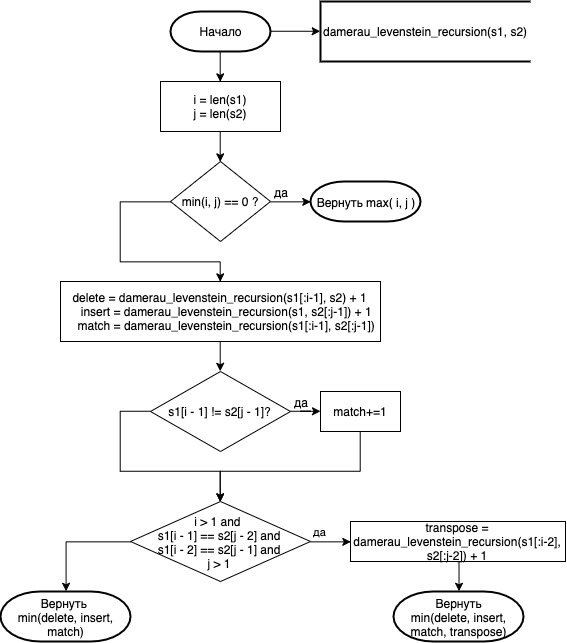 Начало
damerau_levenstein_recursion(s1, s2)
i = len(s1)
j = len(s2)
min(i, j) == 0 ?
да
Вернуть max( i, j )
delete = damerau_levenstein_recursion(s1[:i-1], s2) + 1
insert = damerau_levenstein_recursion(s1, s2[:j-1]) + 1
match = damerau_levenstein_recursion(s1[:i-1], s2[:j-1])
s1[i - 1] != s2[j - 1]?
да
match+=1
i > 1 and
s1[i - 1] == s2[j - 2] and
s1[i - 2] == s2[j - 1] and
j > 1
да
transpose =
damerau_levenstein_recursion(s1[:i-2],
s2[:j-2]) + 1
Вернуть
min(delete, insert,
match)
Вернуть
min(delete, insert,
match, transpose)